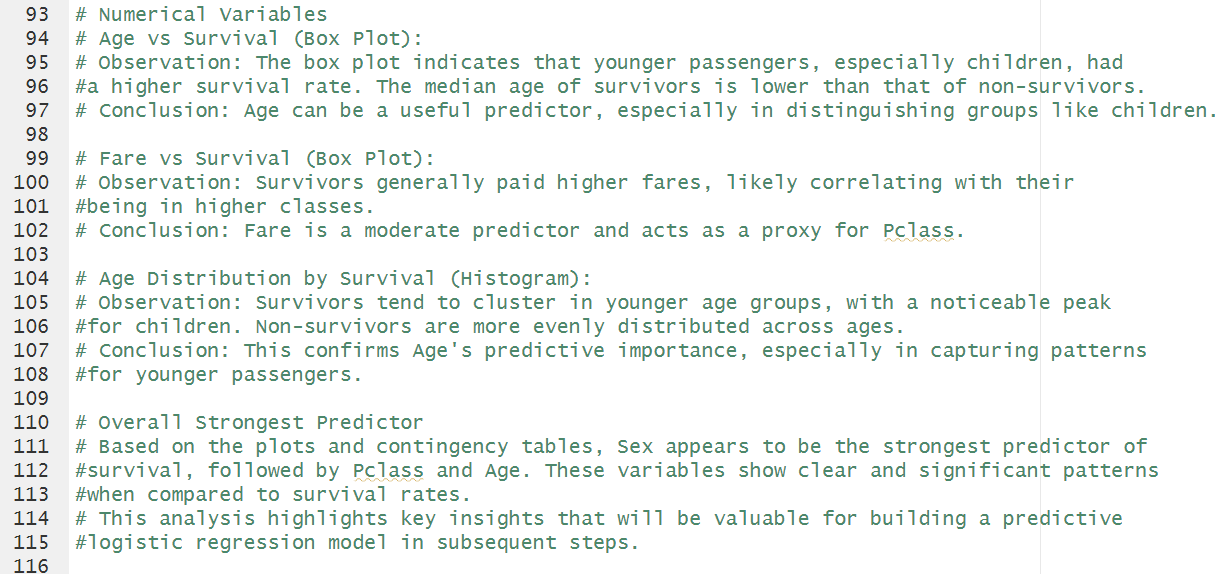 93 # Numerical Variables
94 # Age vs Survival (Box Plot):
95 # Observation: The box plot indicates that younger passengers, especially children, had
96 #a higher survival rate. The median age of survivors is lower than that of non-survivors.
97 # Conclusion: Age can be a useful predictor, especially in distinguishing groups like children.
98
99 # Fare vs Survival (Box Plot):
100 # Observation: Survivors generally paid higher fares, likely correlating with their
101 #being in higher classes.
102 # Conclusion: Fare is a moderate predictor and acts as a proxy for Pclass.
103
104 # Age Distribution by Survival (Histogram):
105 # Observation: Survivors tend to cluster in younger age groups, with a noticeable peak
106 #for children. Non-survivors are more evenly distributed across ages.
107 # Conclusion: This confirms Age's predictive importance, especially in capturing patterns
108 #for younger passengers.
109
110 # Overall Strongest Predictor
111 # Based on the plots and contingency tables, Sex appears to be the strongest predictor of
112 #survival, followed by Pclass and Age. These variables show clear and significant patterns
113 #when compared to survival rates.
114 # This analysis highlights key insights that will be valuable for building a predictive
115 #logistic regression model in subsequent steps.
116